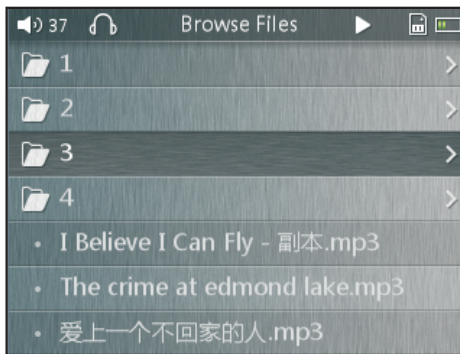 37 Browse Files
1
2
3
4
I Believe I Can Fly - 副本.mp3
The crime at edmond lake.mp3
爱上一个不回家的人.mp3